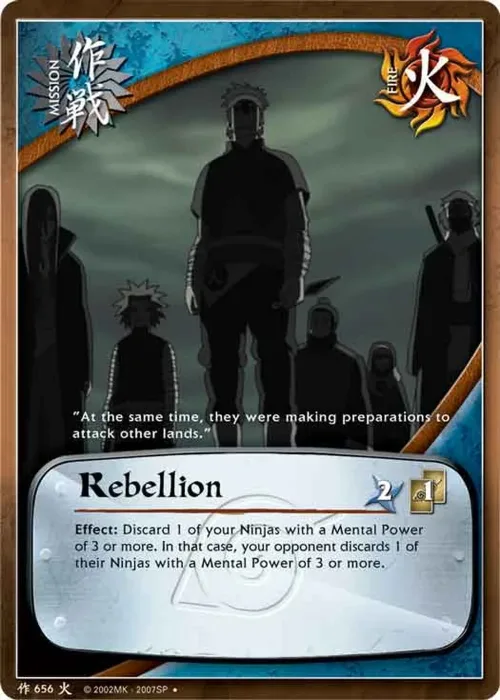 MISSION
作戦
FIRE
火
"At the same time, they were making preparations to
attack other lands."
Rebellion
2
1
Effect: Discard 1 of your Ninjas with a Mental Power
of 3 or more. In that case, your opponent discards 1 of
their Ninjas with a Mental Power of 3 or more.
作 656 火 © 2002MK · 2007SP